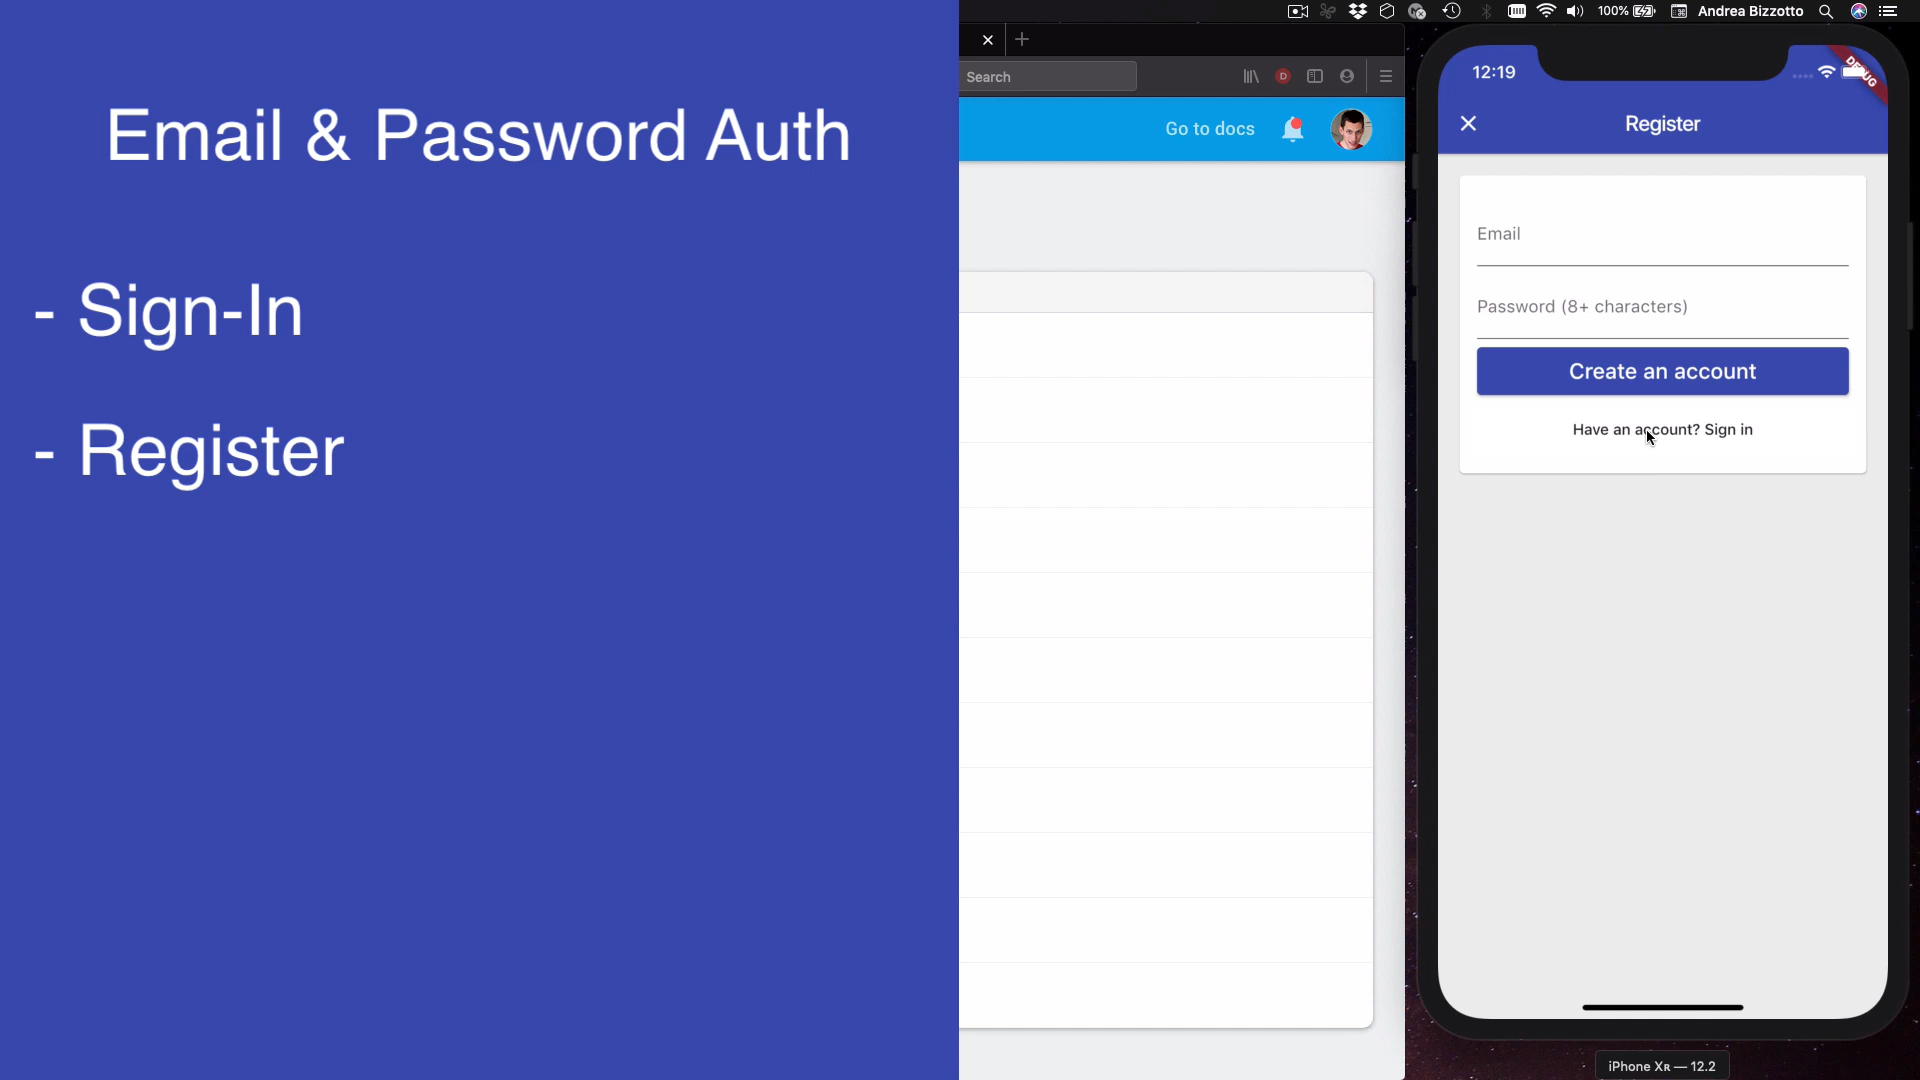 Email & Password Auth
- Sign-In
- Register
100%
Andrea Bizzotto
Search
D
Go to docs
12:19
DEBUG
Register
Email
Password (8+ characters)
Create an account
Have an account? Sign in
iPhone Xʀ — 12.2